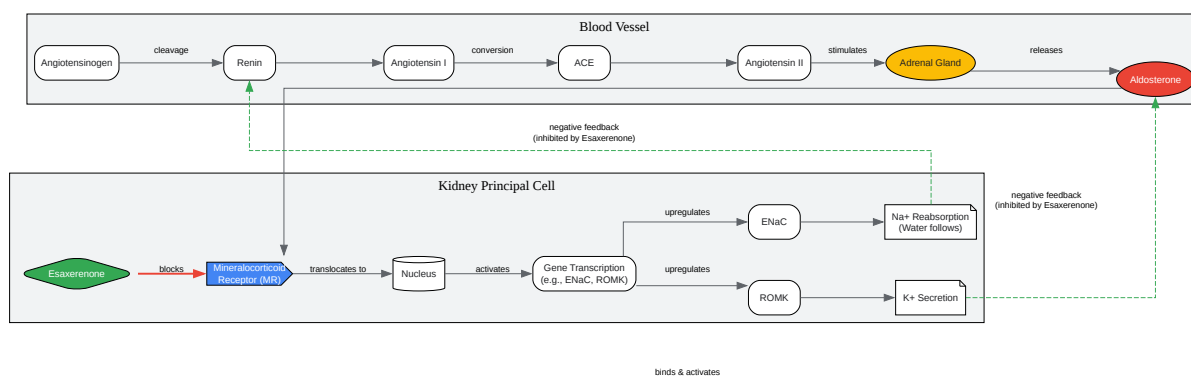 Blood Vessel
Angiotensinogen
cleavage
Renin
Angiotensin I
conversion
ACE
Angiotensin II
stimulates
Adrenal Gland
releases
Aldosterone
negative feedback
(inhibited by Esaxerenone)
Kidney Principal Cell
negative feedback
(inhibited by Esaxerenone)
Esaxerenone
blocks
Mineralocorticoid
Receptor (MR)
translocates to
Nucleus
activates
Gene Transcription
(e.g., ENaC, ROMK)
upregulates
ENaC
Na+ Reabsorption
(Water follows)
upregulates
ROMK
K+ Secretion
binds & activates